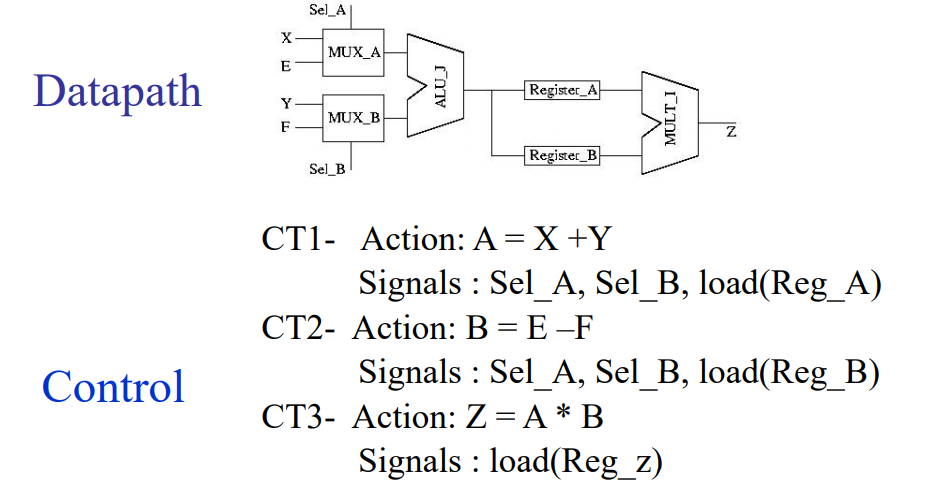 Sel_A
X
MUX_A
E
ALU_J
Y
MUX_B
F
Sel_B
Register_A
Register_B
MULT_I
Z
Datapath
CT1- Action: A = X +Y
Signals : Sel_A, Sel_B, load(Reg_A)
CT2- Action: B = E –F
Signals : Sel_A, Sel_B, load(Reg_B)
Control
CT3- Action: Z = A * B
Signals : load(Reg_z)